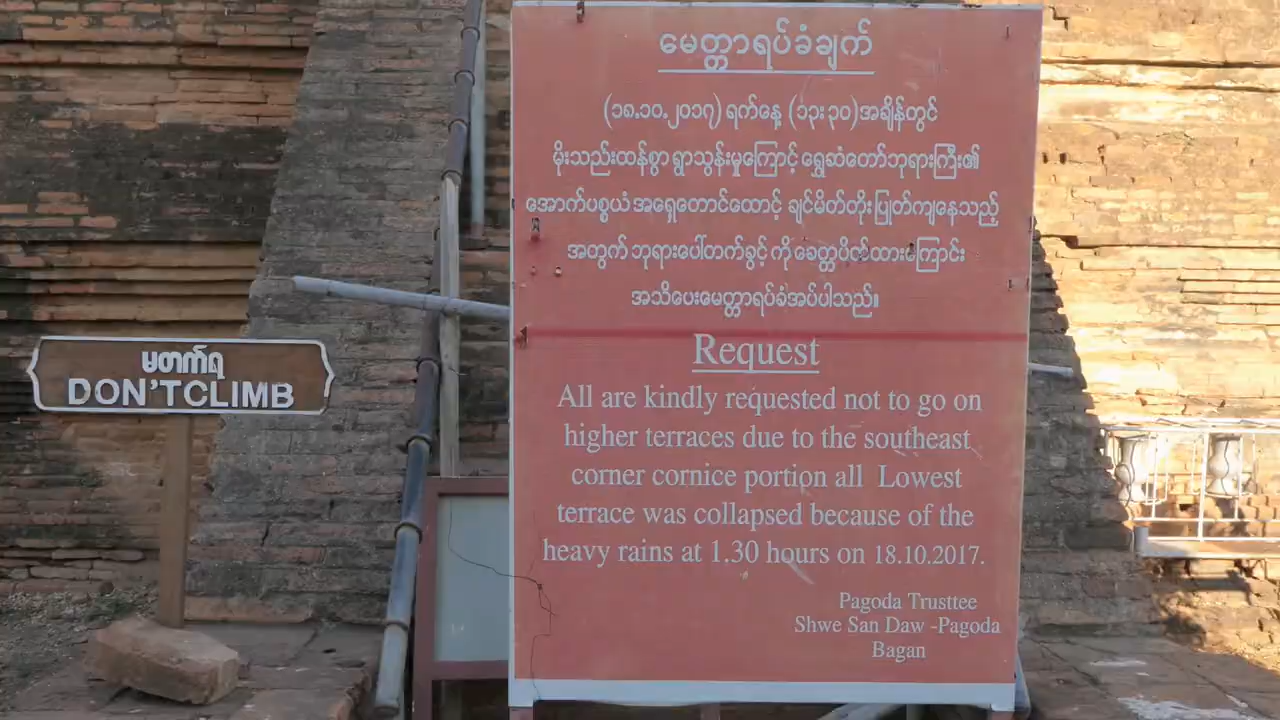 မတက်ရ
DON'TCLIMB
မေတ္တာရပ်ခံချက်
(၁၈.၁၀.၂၀၁၇) ရက်နေ့ (၁၃း၃၀) အချိန်တွင်
မိုးသည်းထန်စွာ ရွာသွန်းမှုကြောင့် ရွှေဆံတော်ဘုရားကြီး၏
အောက်ပစ္စယံ အရှေ့တောင်ထောင့် ချင်မိတ်တိုး ပြုတ်ကျနေသည့်
အတွက် ဘုရားပေါ်တက်ခွင့် ကို ခေတ္တပိတ်ထားကြောင်း
အသိပေးမေတ္တာရပ်ခံအပ်ပါသည်။
Request
All are kindly requested not to go on
higher terraces due to the southeast
corner cornice portion all Lowest
terrace was collapsed because of the
heavy rains at 1.30 hours on 18.10.2017.
Pagoda Trusttee
Shwe San Daw -Pagoda
Bagan